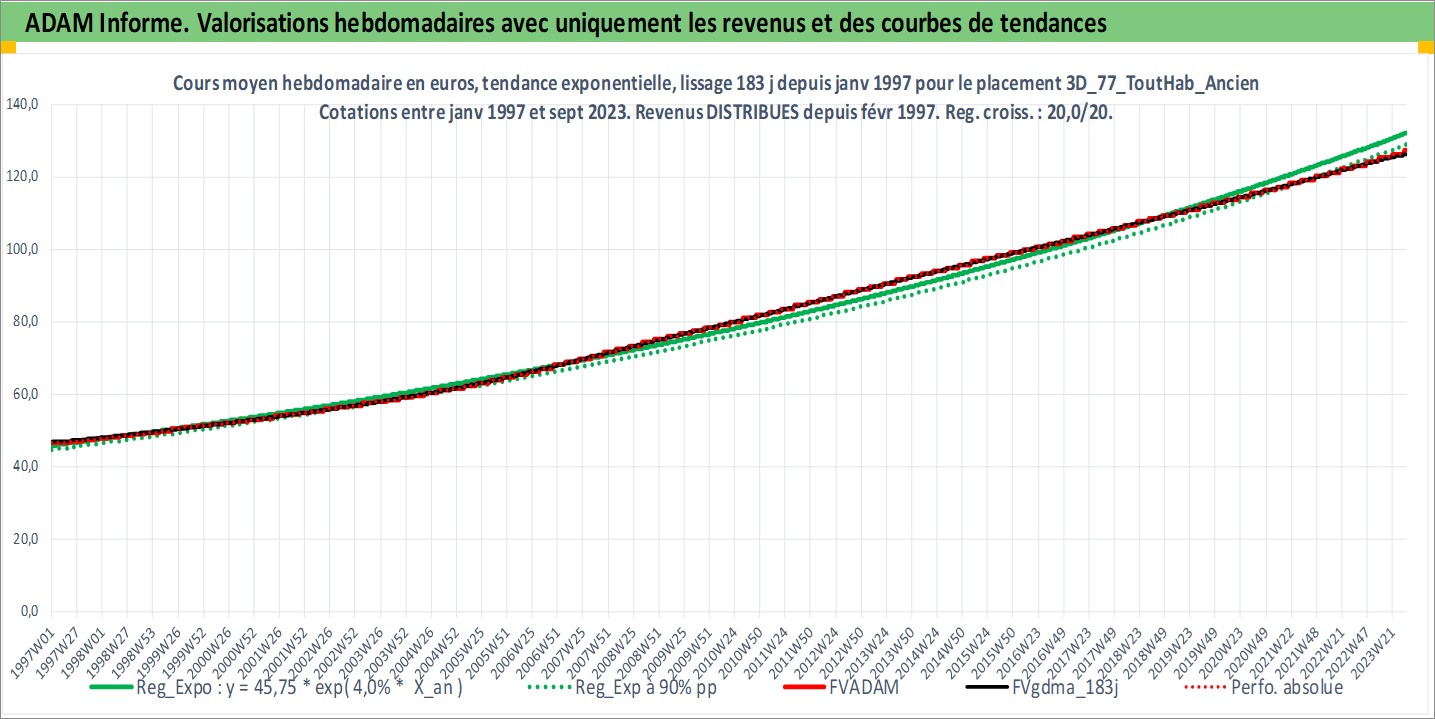 ADAM Informe. Valorisations hebdomadaires avec uniquement les revenus et des courbes de tendances
Cours moyen hebdomadaire en euros, tendance exponentielle, lissage 183 j depuis janv 1997 pour le placement 3D_77_ToutHab_Ancien
Cotations entre janv 1997 et sept 2023. Revenus DISTRIBUES depuis févr 1997. Reg. croiss. : 20,0/20.
140,0
120,0
100,0
80,0
60,0
40,0
20,0
0,0
1997W01
1997W27
1998W01
1998W27
1998W53
1999W26
1999W52
2000W26
2000W52
2001W26
2001W52
2002W26
2002W52
2003W26
2003W52
2004W26
2004W52
2005W25
2005W51
2006W25
2006W51
2007W25
2007W51
2008W25
2008W51
2009W25
2009W51
2010W24
2010W50
2011W24
2011W50
2012W24
2012W50
2013W24
2013W50
2014W24
2014W50
2015W24
2015W50
2016W23
2016W49
2017W23
2017W49
2018W23
2018W49
2019W23
2019W49
2020W23
2020W49
2021W22
2021W48
2022W21
2022W47
2023W21
Reg_Expo : y = 45,75 * exp( 4,0% * X_an )
Reg_Exp à 90% pp
FVADAM
FVgdma_183j
Perfo. absolue